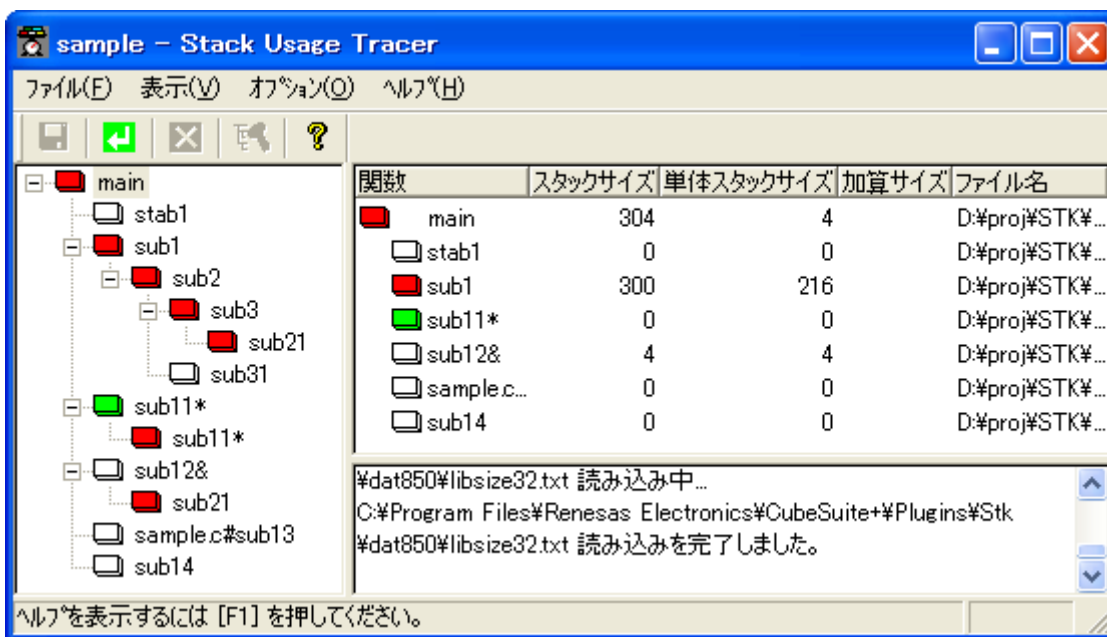 sample - Stack Usage Tracer
ファイル(F) 表示(V) オプション(O) ヘルプ(H)
main
stab1
sub1
sub2
sub3
sub21
sub31
sub11*
sub11*
sub12&
sub21
sample.c#sub13
sub14
関数 スタックサイズ 単体スタックサイズ 加算サイズ ファイル名
main 304 4 D:¥proj¥STK¥...
stab1 0 0 D:¥proj¥STK¥...
sub1 300 216 D:¥proj¥STK¥...
sub11* 0 0 D:¥proj¥STK¥...
sub12& 4 4 D:¥proj¥STK¥...
sample.c... 0 0 D:¥proj¥STK¥...
sub14 0 0 D:¥proj¥STK¥...
¥dat850¥libsize32.txt 読み込み中...
C:¥Program Files¥Renesas Electronics¥CubeSuite+¥Plugins¥Stk
¥dat850¥libsize32.txt 読み込みを完了しました。
ヘルプを表示するには [F1] を押してください。